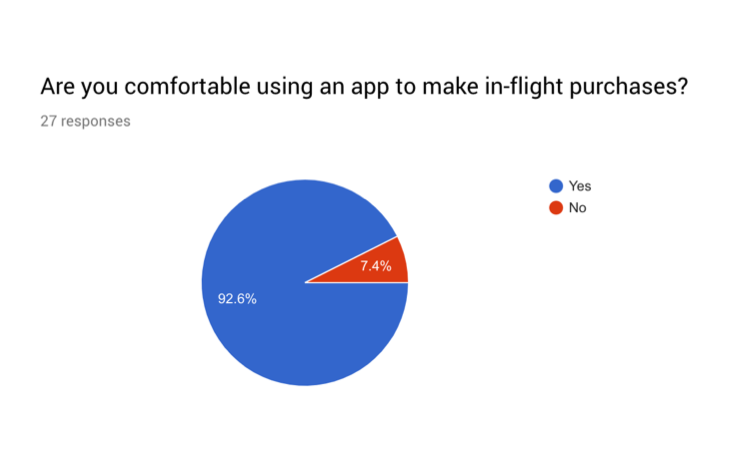 Are you comfortable using an app to make in-flight purchases?
27 responses
Yes
No
7.4%
92.6%